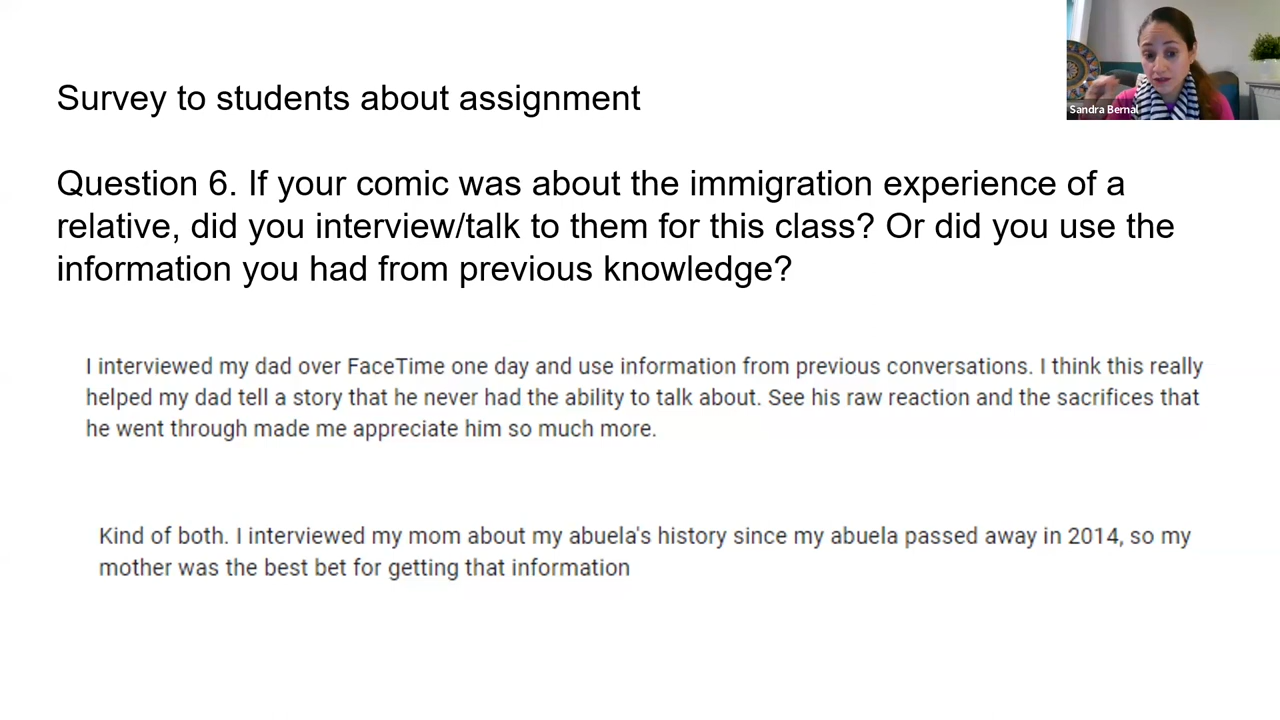 Survey to students about assignment
Question 6. If your comic was about the immigration experience of a
relative, did you interview/talk to them for this class? Or did you use the
information you had from previous knowledge?
I interviewed my dad over FaceTime one day and use information from previous conversations. I think this really
helped my dad tell a story that he never had the ability to talk about. See his raw reaction and the sacrifices that
he went through made me appreciate him so much more.
Kind of both. I interviewed my mom about my abuela's history since my abuela passed away in 2014, so my
mother was the best bet for getting that information
Sandra Bernal